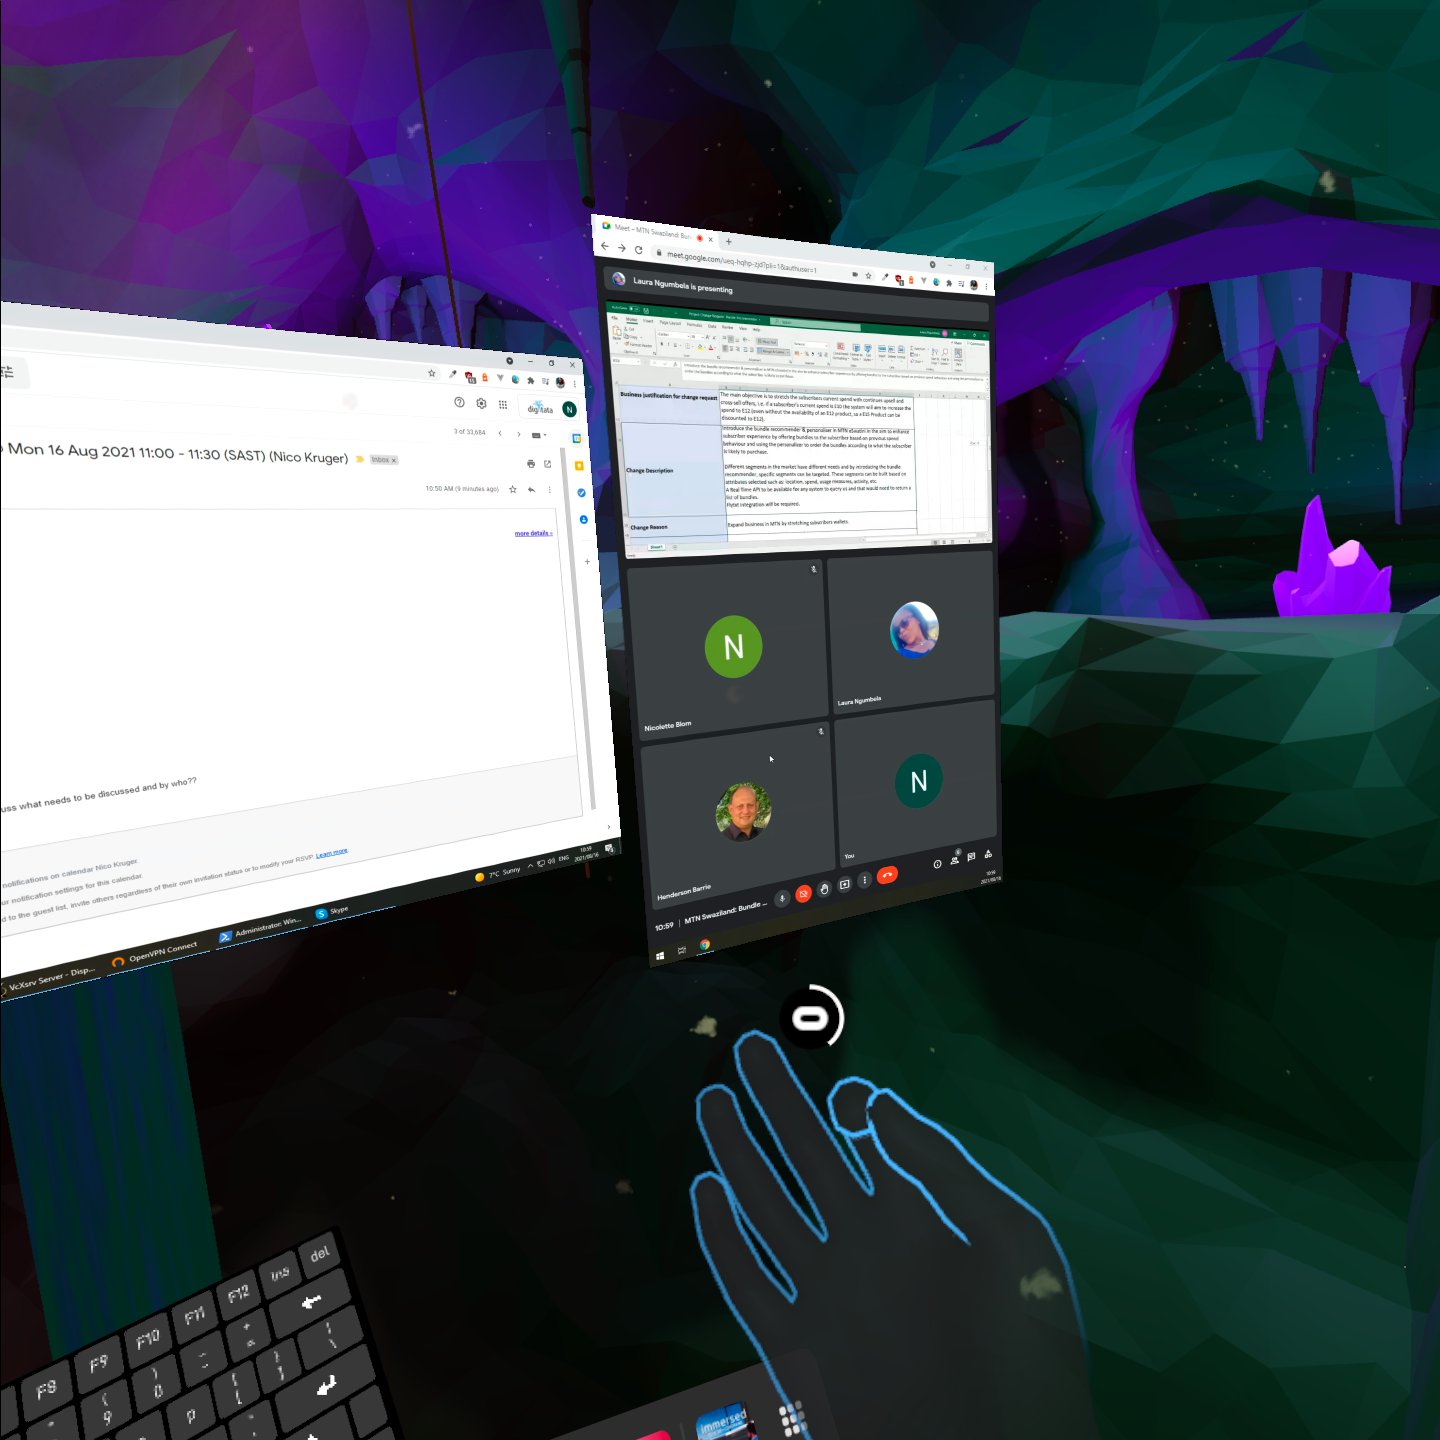 digitata
N
3 of 33,684
Mon 16 Aug 2021 11:00 - 11:30 (SAST) (Nico Kruger)
Inbox ×
10:50 AM (9 minutes ago)
more details »
uss what needs to be discussed and by who??
notifications on calendar Nico Kruger.
ur notification settings for this calendar.
d to the guest list, invite others regardless of their own invitation status or to modify your RSVP. Learn more.
7°C Sunny
ENG
10:59
2021/08/16
VcXsrv Server - Disp...
OpenVPN Connect
Administrator: Win...
Skype
Meet – MTN Swaziland: Bun
meet.google.com/ueq-hqhp-zjd?pli=1&authuser=1
Laura Ngumbela is presenting
Business justification for change request
The main objective is to stretch the subscribers current spend with continues upsell and
cross-sell offers, i.e. if a subscriber's current spend is E10 the system will aim to increase the
spend to E12 (even without the availability of an E12 product, so a E15 Product can be
discounted to E12).
Change Description
Introduce the bundle recommender & personaliser in MTN eSwatini in the aim to enhance
subscriber experience by offering bundles to the subscriber based on previous spend
behaviour and using the personalizer to order the bundles according to what the subscriber
is likely to purchase.
Different segments in the market have different needs and by introducing the bundle
recommender, specific segments can be targeted. These segments can be built based on
attributes selected such as: location, spend, usage measures, activity, etc.
A Real Time API to be available for any system to query us and that would need to return a
list of bundles.
Flytxt integration will be required.
Change Reason
Expand business in MTN by stretching subscribers wallets.
Sheet1
N
Nicolette Blom
Laura Ngumbela
Henderson Barrie
N
You
10:59 | MTN Swaziland: Bundle ...
10:59
2021/08/16
F8 F9 F10 F11 F12 ins del
( 9 ) 0
p { [ } ] | \
immersed